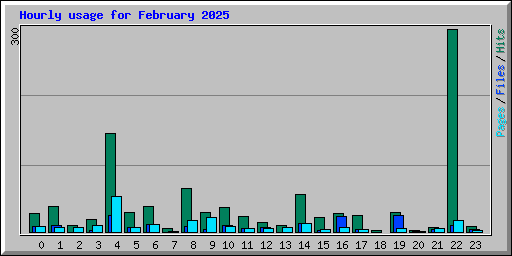 Hourly usage for February 2025
300
Pages / Files / Hits
0 1 2 3 4 5 6 7 8 9 10 11 12 13 14 15 16 17 18 19 20 21 22 23